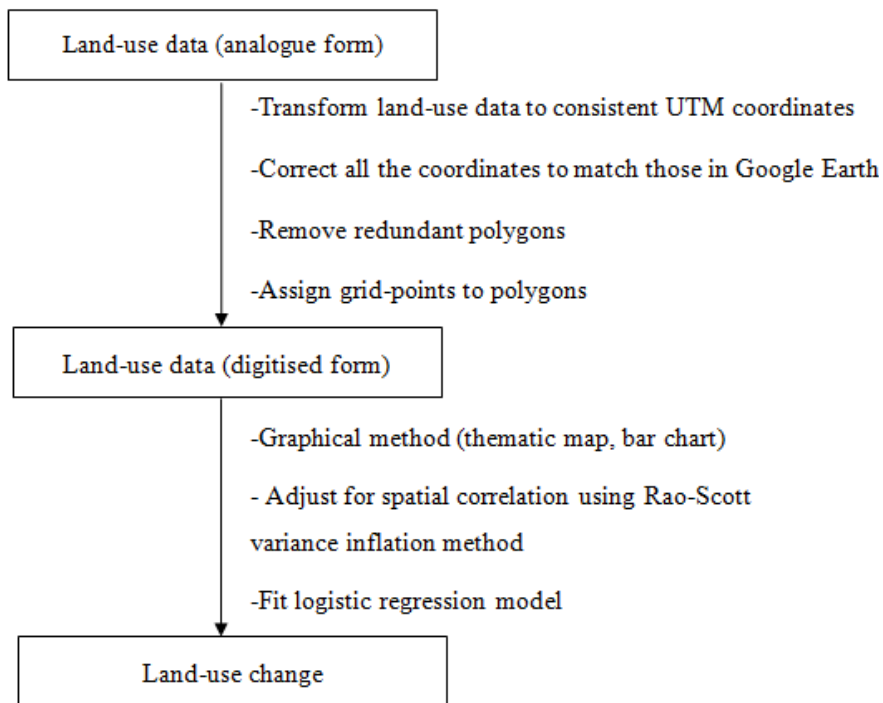 Land-use data (analogue form)
-Transform land-use data to consistent UTM coordinates
-Correct all the coordinates to match those in Google Earth
-Remove redundant polygons
-Assign grid-points to polygons
Land-use data (digitised form)
-Graphical method (thematic map, bar chart)
- Adjust for spatial correlation using Rao-Scott
variance inflation method
-Fit logistic regression model
Land-use change